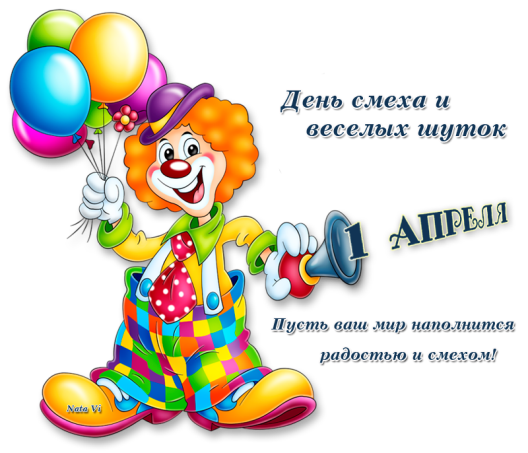 День смеха и
веселых шуток
1 АПРЕЛЯ
Пусть ваш мир наполнится
радостью и смехом!
Nata Vi